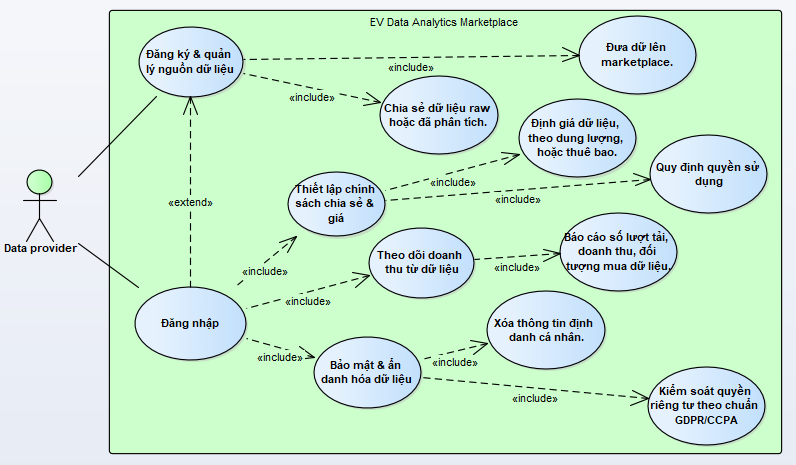 EV Data Analytics Marketplace
Đăng ký & quản
lý nguồn dữ liệu
«include»
Đưa dữ liệu lên
marketplace.
«include»
Chia sẻ dữ liệu raw
hoặc đã phân tích.
Định giá dữ liệu,
theo dung lượng,
hoặc thuê bao.
«include»
Thiết lập chính
sách chia sẻ &
giá
«include»
Quy định quyền sử
dụng
«extend»
Data provider
«include»
Theo dõi doanh
thu từ dữ liệu
«include»
Báo cáo số lượt tải,
doanh thu, đối
tượng mua dữ liệu.
«include»
Đăng nhập
«include»
Bảo mật & ẩn
danh hóa dữ liệu
«include»
Xóa thông tin định
danh cá nhân.
«include»
Kiểm soát quyền
riêng tư theo chuẩn
GDPR/CCPA